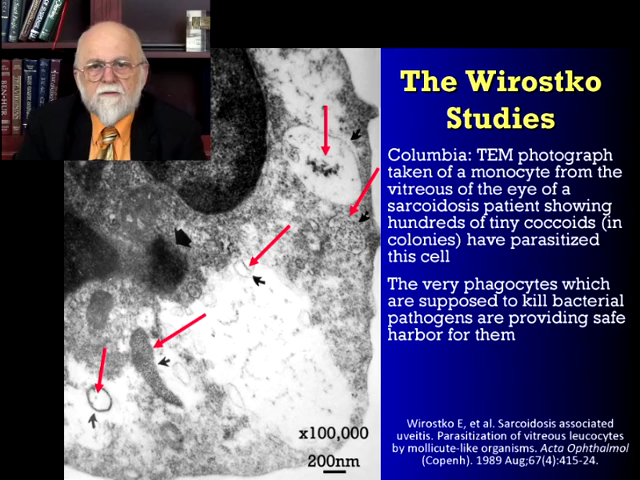 BEN-HUR
The Wirostko
Studies
Columbia: TEM photograph
taken of a monocyte from the
vitreous of the eye of a
sarcoidosis patient showing
hundreds of tiny coccoids (in
colonies) have parasitized
this cell
The very phagocytes which
are supposed to kill bacterial
pathogens are providing safe
harbor for them
x100,000
200nm
Wirostko E, et al. Sarcoidosis associated
uveitis. Parasitization of vitreous leucocytes
by mollicute-like organisms. Acta Ophthalmol
(Copenh). 1989 Aug;67(4):415-24.